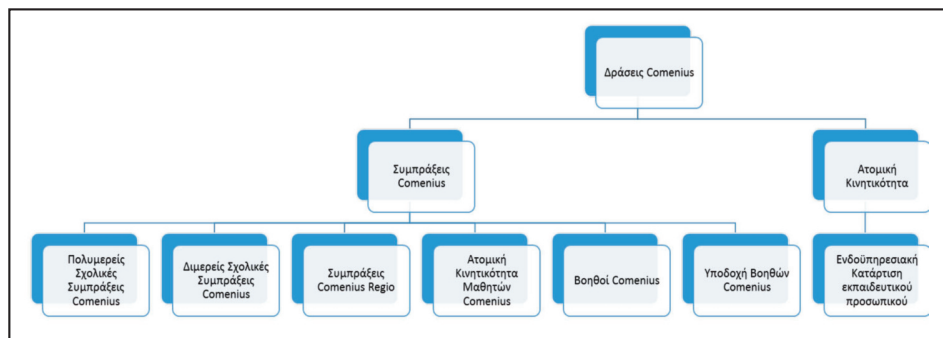 Δράσεις Comenius
Συμπράξεις
Comenius
Ατομική
Κινητικότητα
Πολυμερείς
Σχολικές
Συμπράξεις
Comenius
Διμερείς Σχολικές
Συμπράξεις
Comenius
Συμπράξεις
Comenius Regio
Ατομική
Κινητικότητα
Μαθητών
Comenius
Βοηθοί Comenius
Υποδοχή Βοηθών
Comenius
Ενδοϋπηρεσιακή
Κατάρτιση
εκπαιδευτικού
προσωπικού